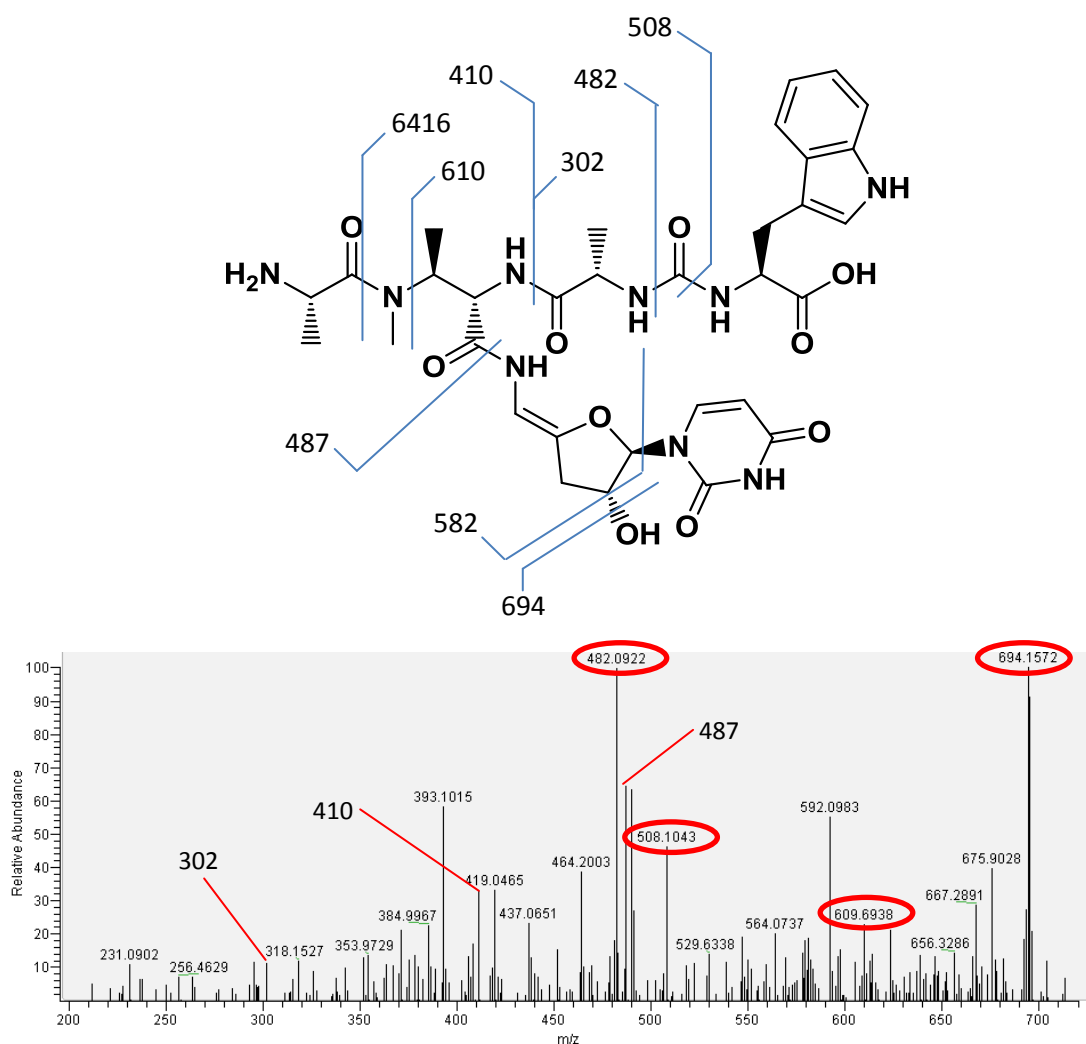 508
410
482
6416
302
610
NH
H2N
O
N
H
N
O
N
H
O
N
H
OH
O
O
NH
O
N
O
NH
O
OH
487
582
694
100
90
80
70
60
50
40
30
20
10
Relative Abundance
482.0922
694.1572
487
393.1015
410
508.1043
592.0983
302
464.2003
675.9028
419.0465
667.2891
384.9967
437.0651
609.6938
564.0737
231.0902
318.1527
353.9729
529.6338
656.3286
256.4629
200
250
300
350
400
450
500
550
600
650
700
m/z